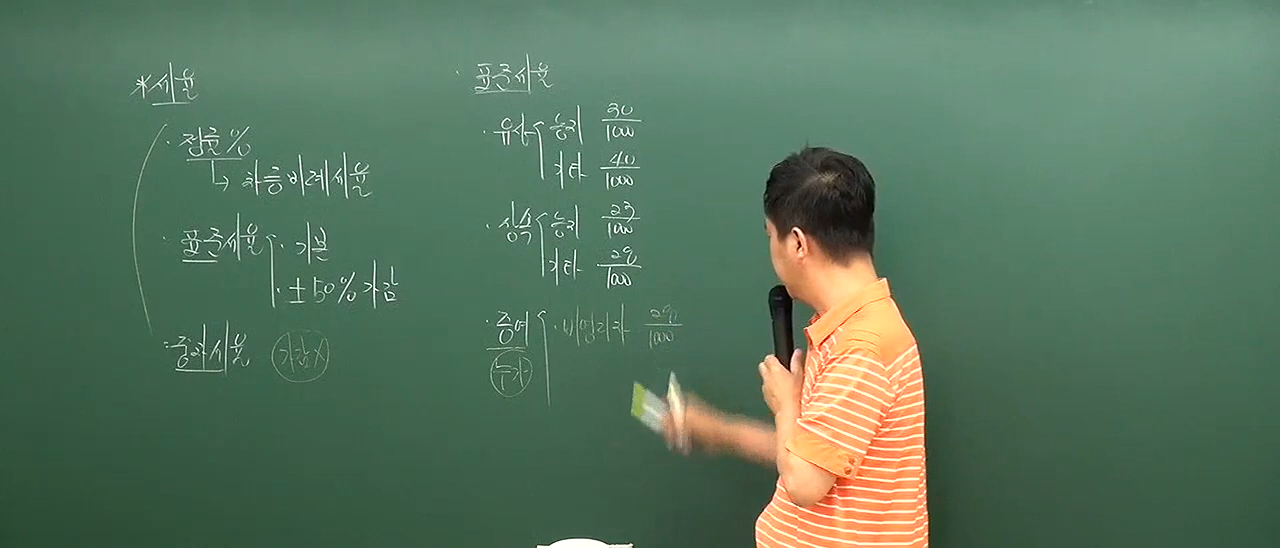 *세율
· 정률%
↳ 차등비례세율
· 표준세율 · 기본
· ±50%가감
· 중과세율 가감X
· 표준세율
· 유상 농지 30/1000
기타 40/1000
· 상속 농지 23/1000
기타 28/1000
· 증여 · 비영리자 28/1000
누가